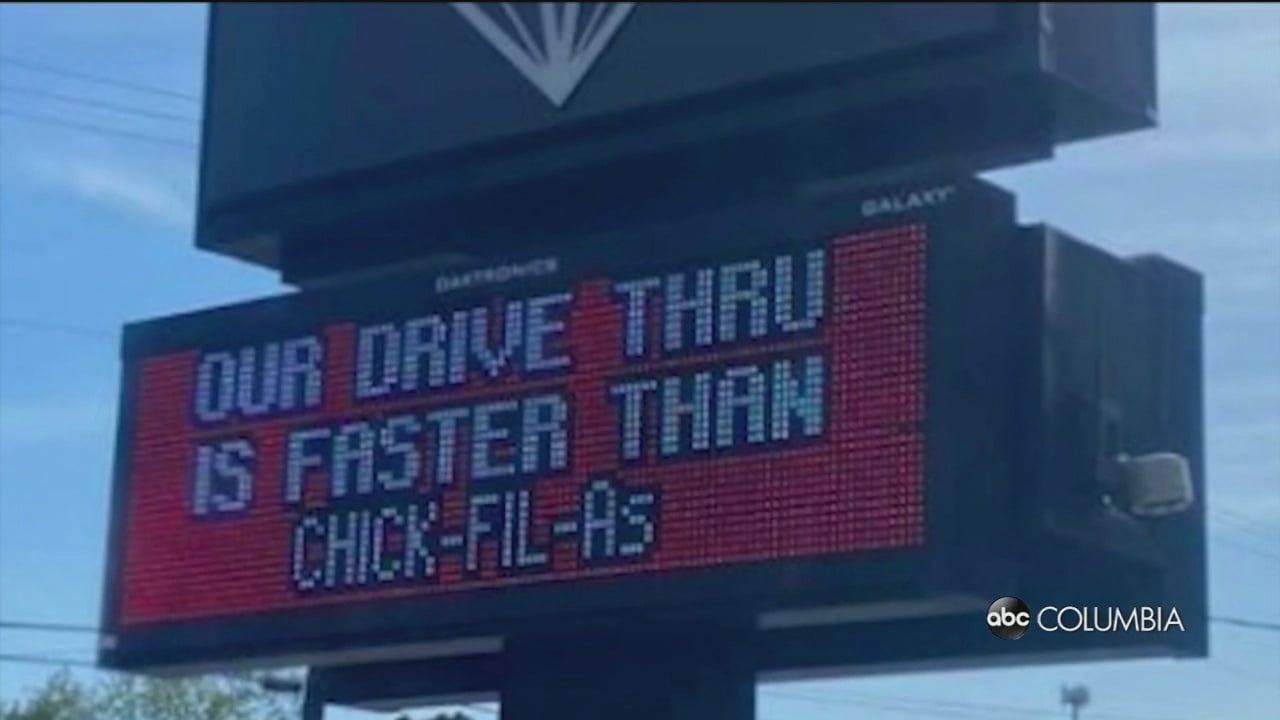 GALAXY
DAKTRONICS
OUR DRIVE THRU
IS FASTER THAN
CHICK-FIL-As
abc COLUMBIA